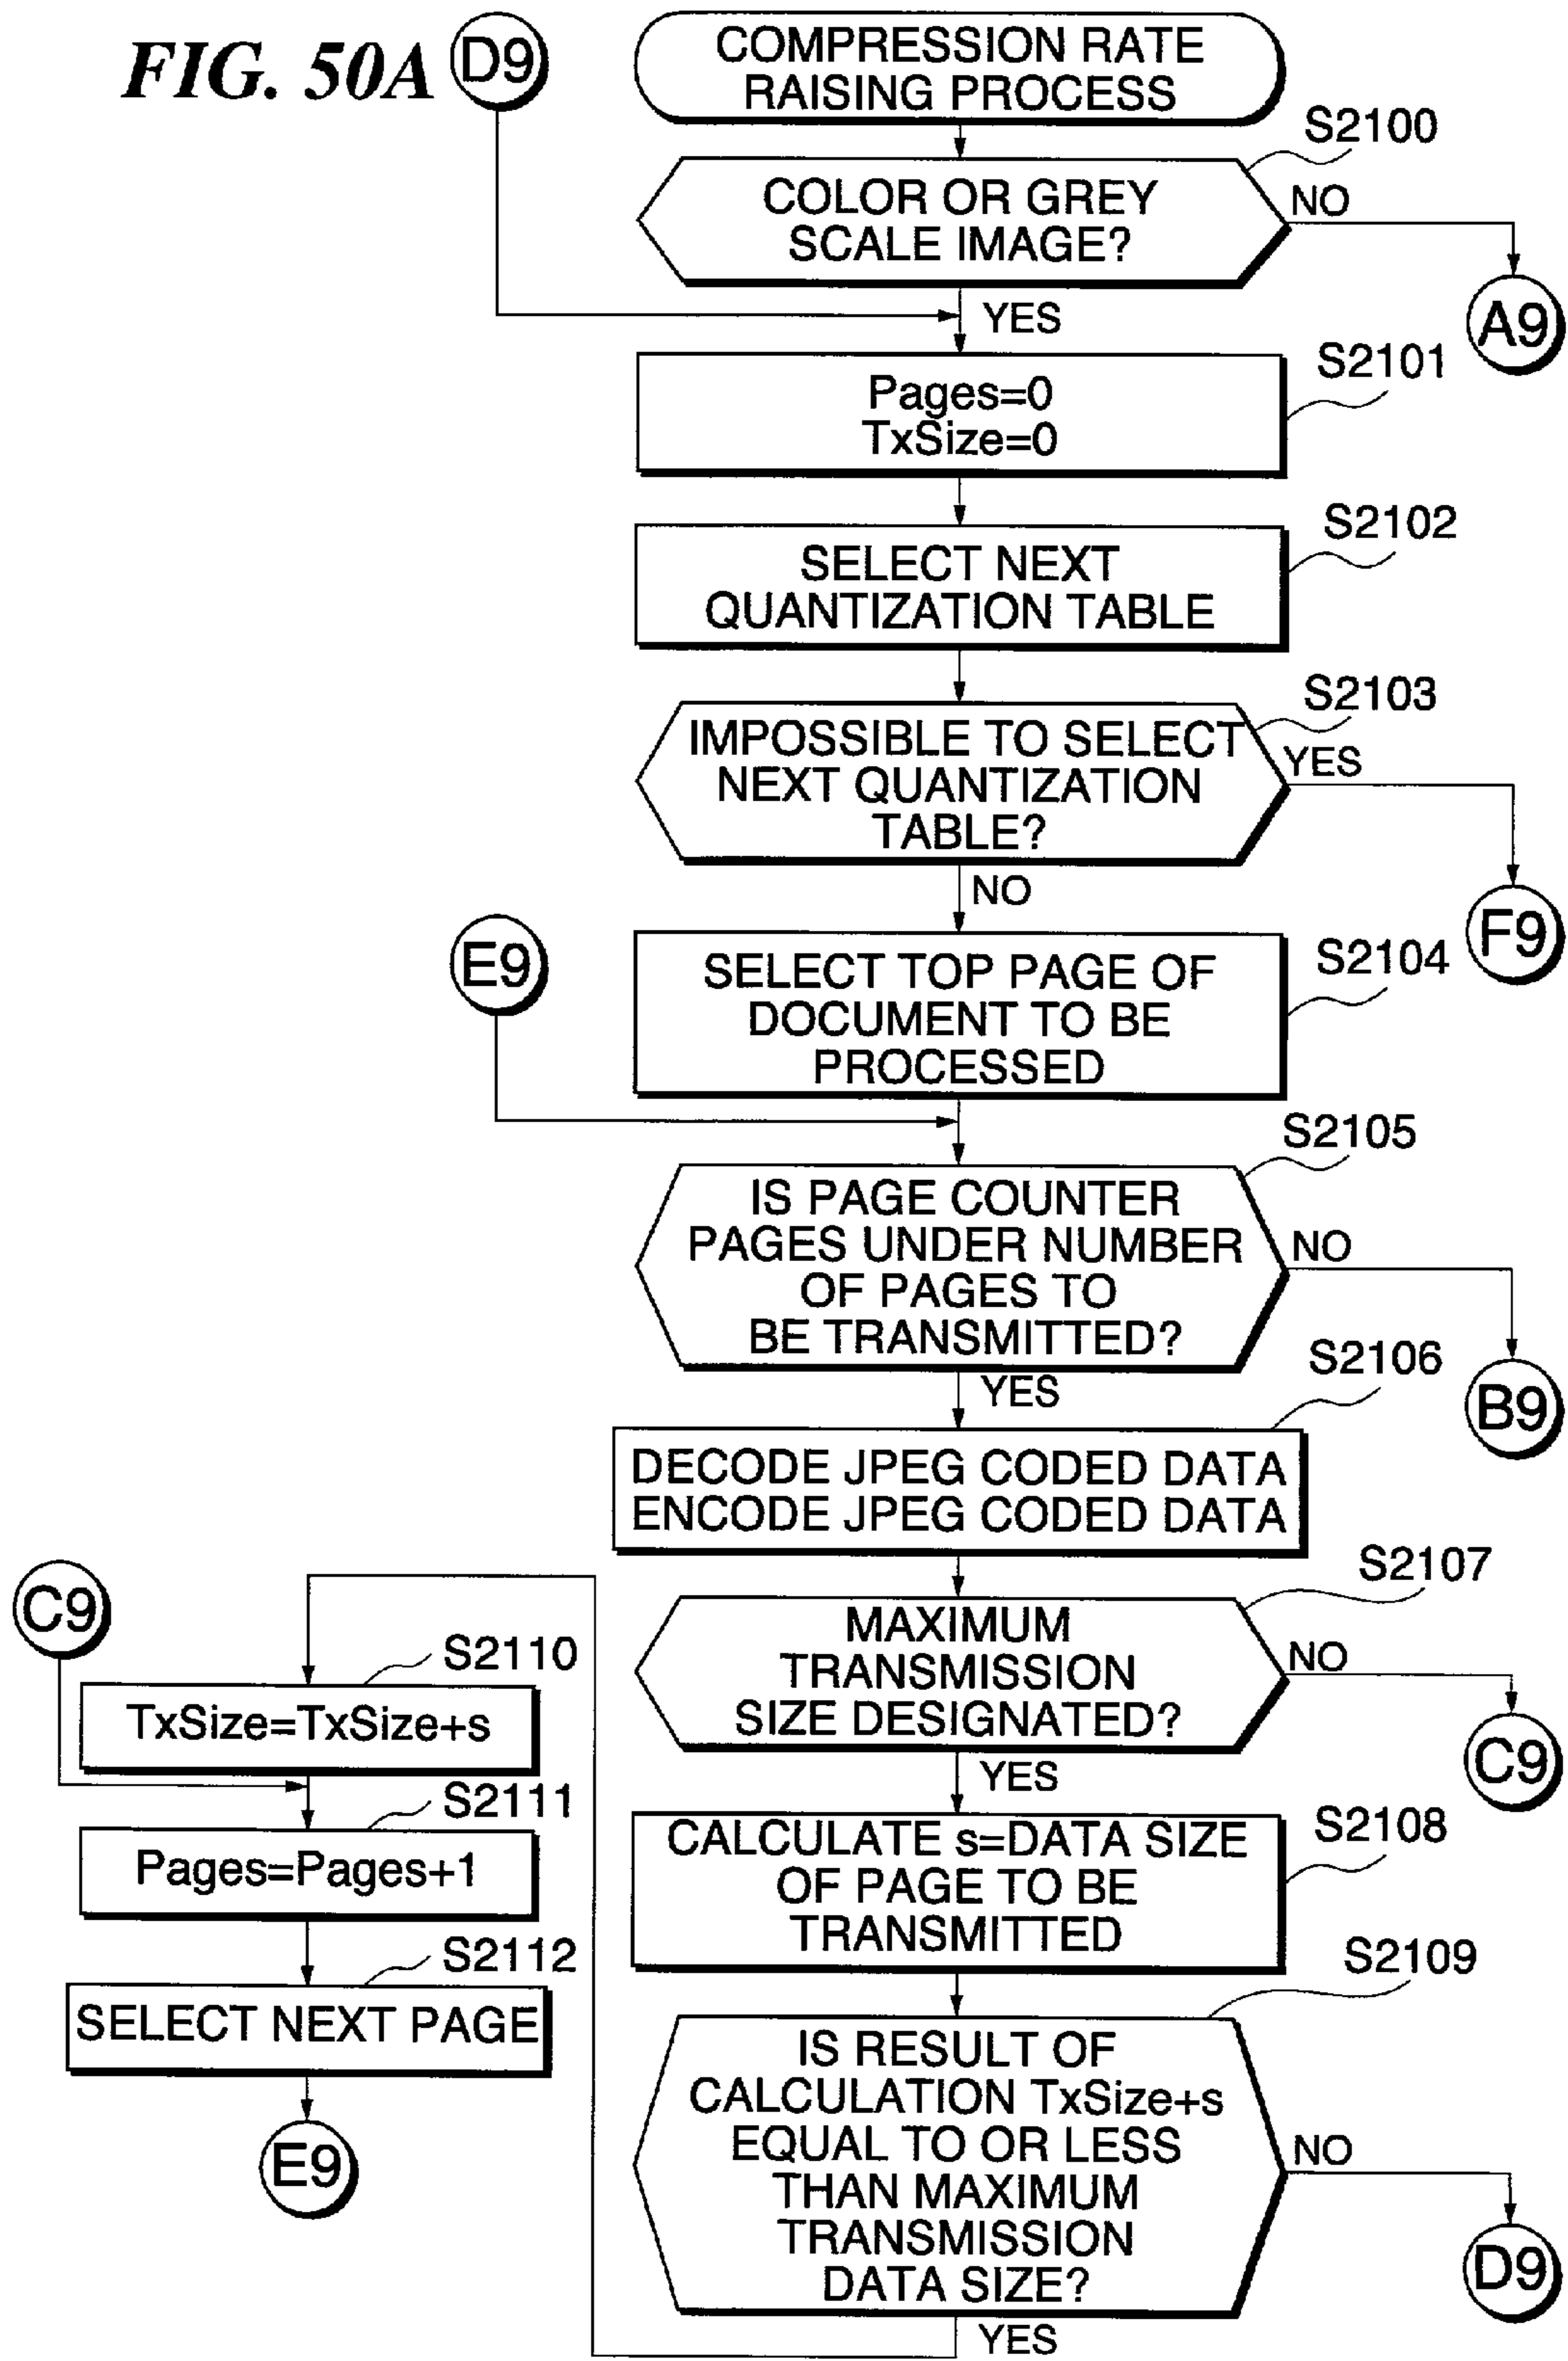 FIG. 50A
D9
COMPRESSION RATE
RAISING PROCESS
S2100
COLOR OR GREY
SCALE IMAGE?
NO
A9
YES
S2101
Pages=0
TxSize=0
S2102
SELECT NEXT
QUANTIZATION TABLE
S2103
IMPOSSIBLE TO SELECT
NEXT QUANTIZATION
TABLE?
YES
F9
NO
E9
S2104
SELECT TOP PAGE OF
DOCUMENT TO BE
PROCESSED
S2105
IS PAGE COUNTER
PAGES UNDER NUMBER
OF PAGES TO
BE TRANSMITTED?
NO
B9
YES
S2106
DECODE JPEG CODED DATA
ENCODE JPEG CODED DATA
S2107
MAXIMUM
TRANSMISSION
SIZE DESIGNATED?
NO
C9
YES
S2108
CALCULATE s=DATA SIZE
OF PAGE TO BE
TRANSMITTED
S2109
IS RESULT OF
CALCULATION TxSize+s
EQUAL TO OR LESS
THAN MAXIMUM
TRANSMISSION
DATA SIZE?
NO
D9
YES
C9
S2110
TxSize=TxSize+s
S2111
Pages=Pages+1
S2112
SELECT NEXT PAGE
E9